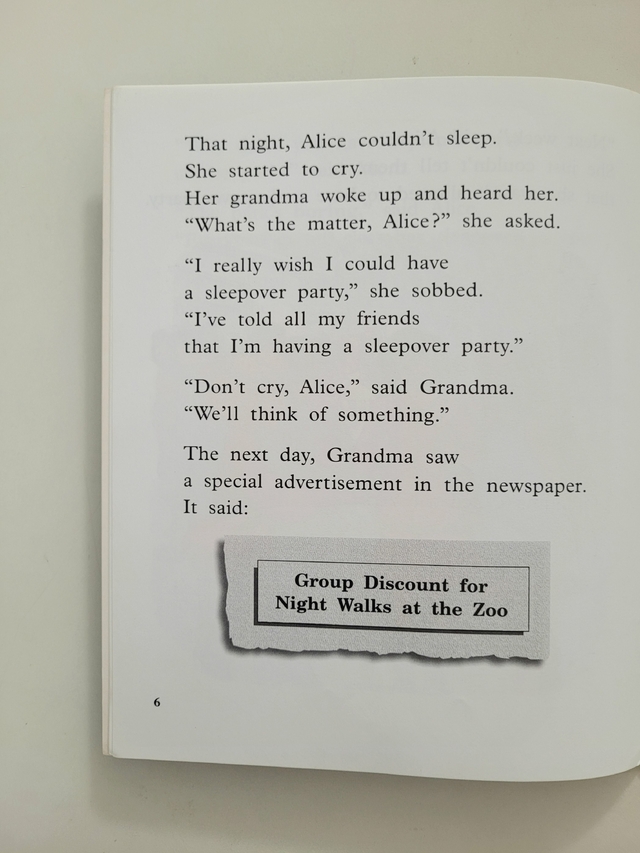 That night, Alice couldn't sleep.
She started to cry.
Her grandma woke up and heard her.
“What's the matter, Alice?” she asked.
“I really wish I could have
a sleepover party,” she sobbed.
“I've told all my friends
that I'm having a sleepover party.”
“Don't cry, Alice,” said Grandma.
“We'll think of something.”
The next day, Grandma saw
a special advertisement in the newspaper.
It said:
Group Discount for
Night Walks at the Zoo
6